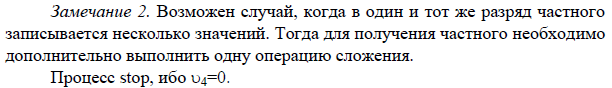 Замечание 2. Возможен случай, когда в один и тот же разряд частного
записывается несколько значений. Тогда для получения частного необходимо
дополнительно выполнить одну операцию сложения.
Процесс stop, ибо υ₄=0.